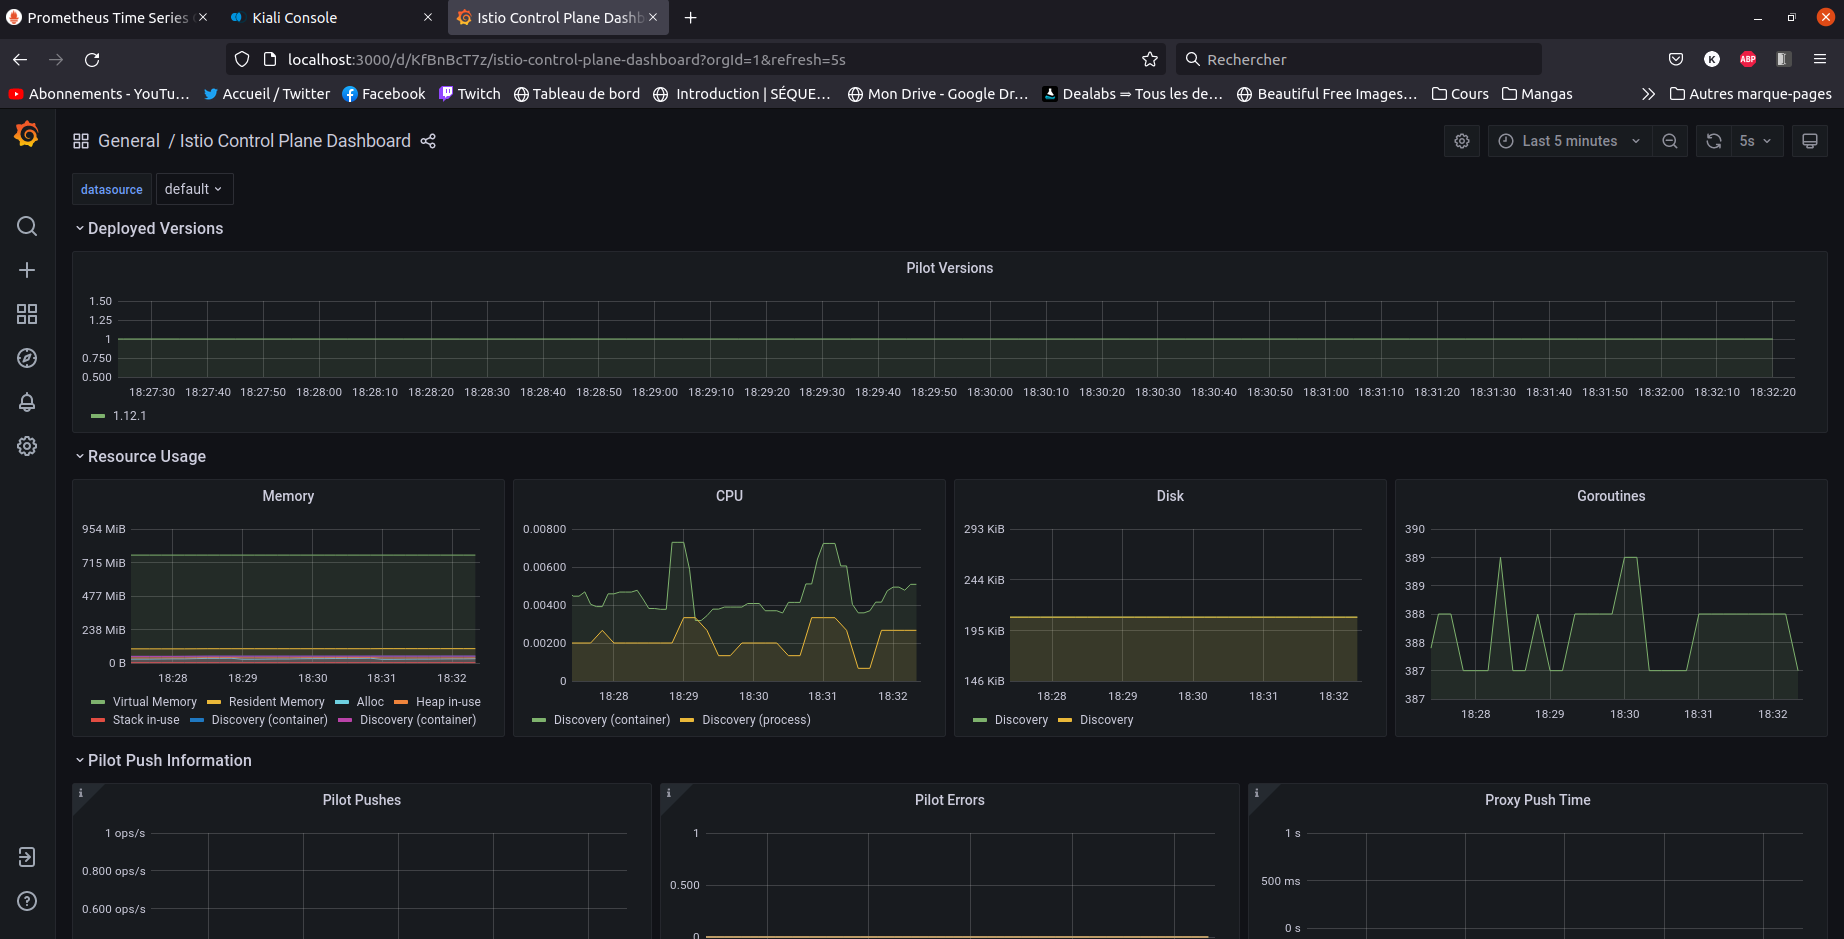 Prometheus Time Series
Kiali Console
Istio Control Plane Dashb
localhost:3000/d/KfBnBcT7z/istio-control-plane-dashboard?orgId=1&refresh=5s
Rechercher
K
ABP
Abonnements - YouTu…
Accueil / Twitter
Facebook
Twitch
Tableau de bord
Introduction | SÉQUE…
Mon Drive - Google Dr…
Dealabs ⇒ Tous les de…
Beautiful Free Images…
Cours
Mangas
Autres marque-pages
General / Istio Control Plane Dashboard
Last 5 minutes
5s
datasource
default
Deployed Versions
Pilot Versions
1.50
1.25
1
0.750
0.500
18:27:30 18:27:40 18:27:50 18:28:00 18:28:10 18:28:20 18:28:30 18:28:40 18:28:50 18:29:00 18:29:10 18:29:20 18:29:30 18:29:40 18:29:50 18:30:00 18:30:10 18:30:20 18:30:30 18:30:40 18:30:50 18:31:00 18:31:10 18:31:20 18:31:30 18:31:40 18:31:50 18:32:00 18:32:10 18:32:20
1.12.1
Resource Usage
Memory
954 MiB
715 MiB
477 MiB
238 MiB
0 B
18:28 18:29 18:30 18:31 18:32
Virtual Memory Resident Memory Alloc Heap in-use
Stack in-use Discovery (container) Discovery (container)
CPU
0.00800
0.00600
0.00400
0.00200
0
18:28 18:29 18:30 18:31 18:32
Discovery (container) Discovery (process)
Disk
293 KiB
244 KiB
195 KiB
146 KiB
18:28 18:29 18:30 18:31 18:32
Discovery Discovery
Goroutines
390
389
389
388
388
387
387
18:28 18:29 18:30 18:31 18:32
Pilot Push Information
i
Pilot Pushes
1 ops/s
0.800 ops/s
0.600 ops/s
i
Pilot Errors
1
0.500
0
i
Proxy Push Time
1 s
500 ms
0 s